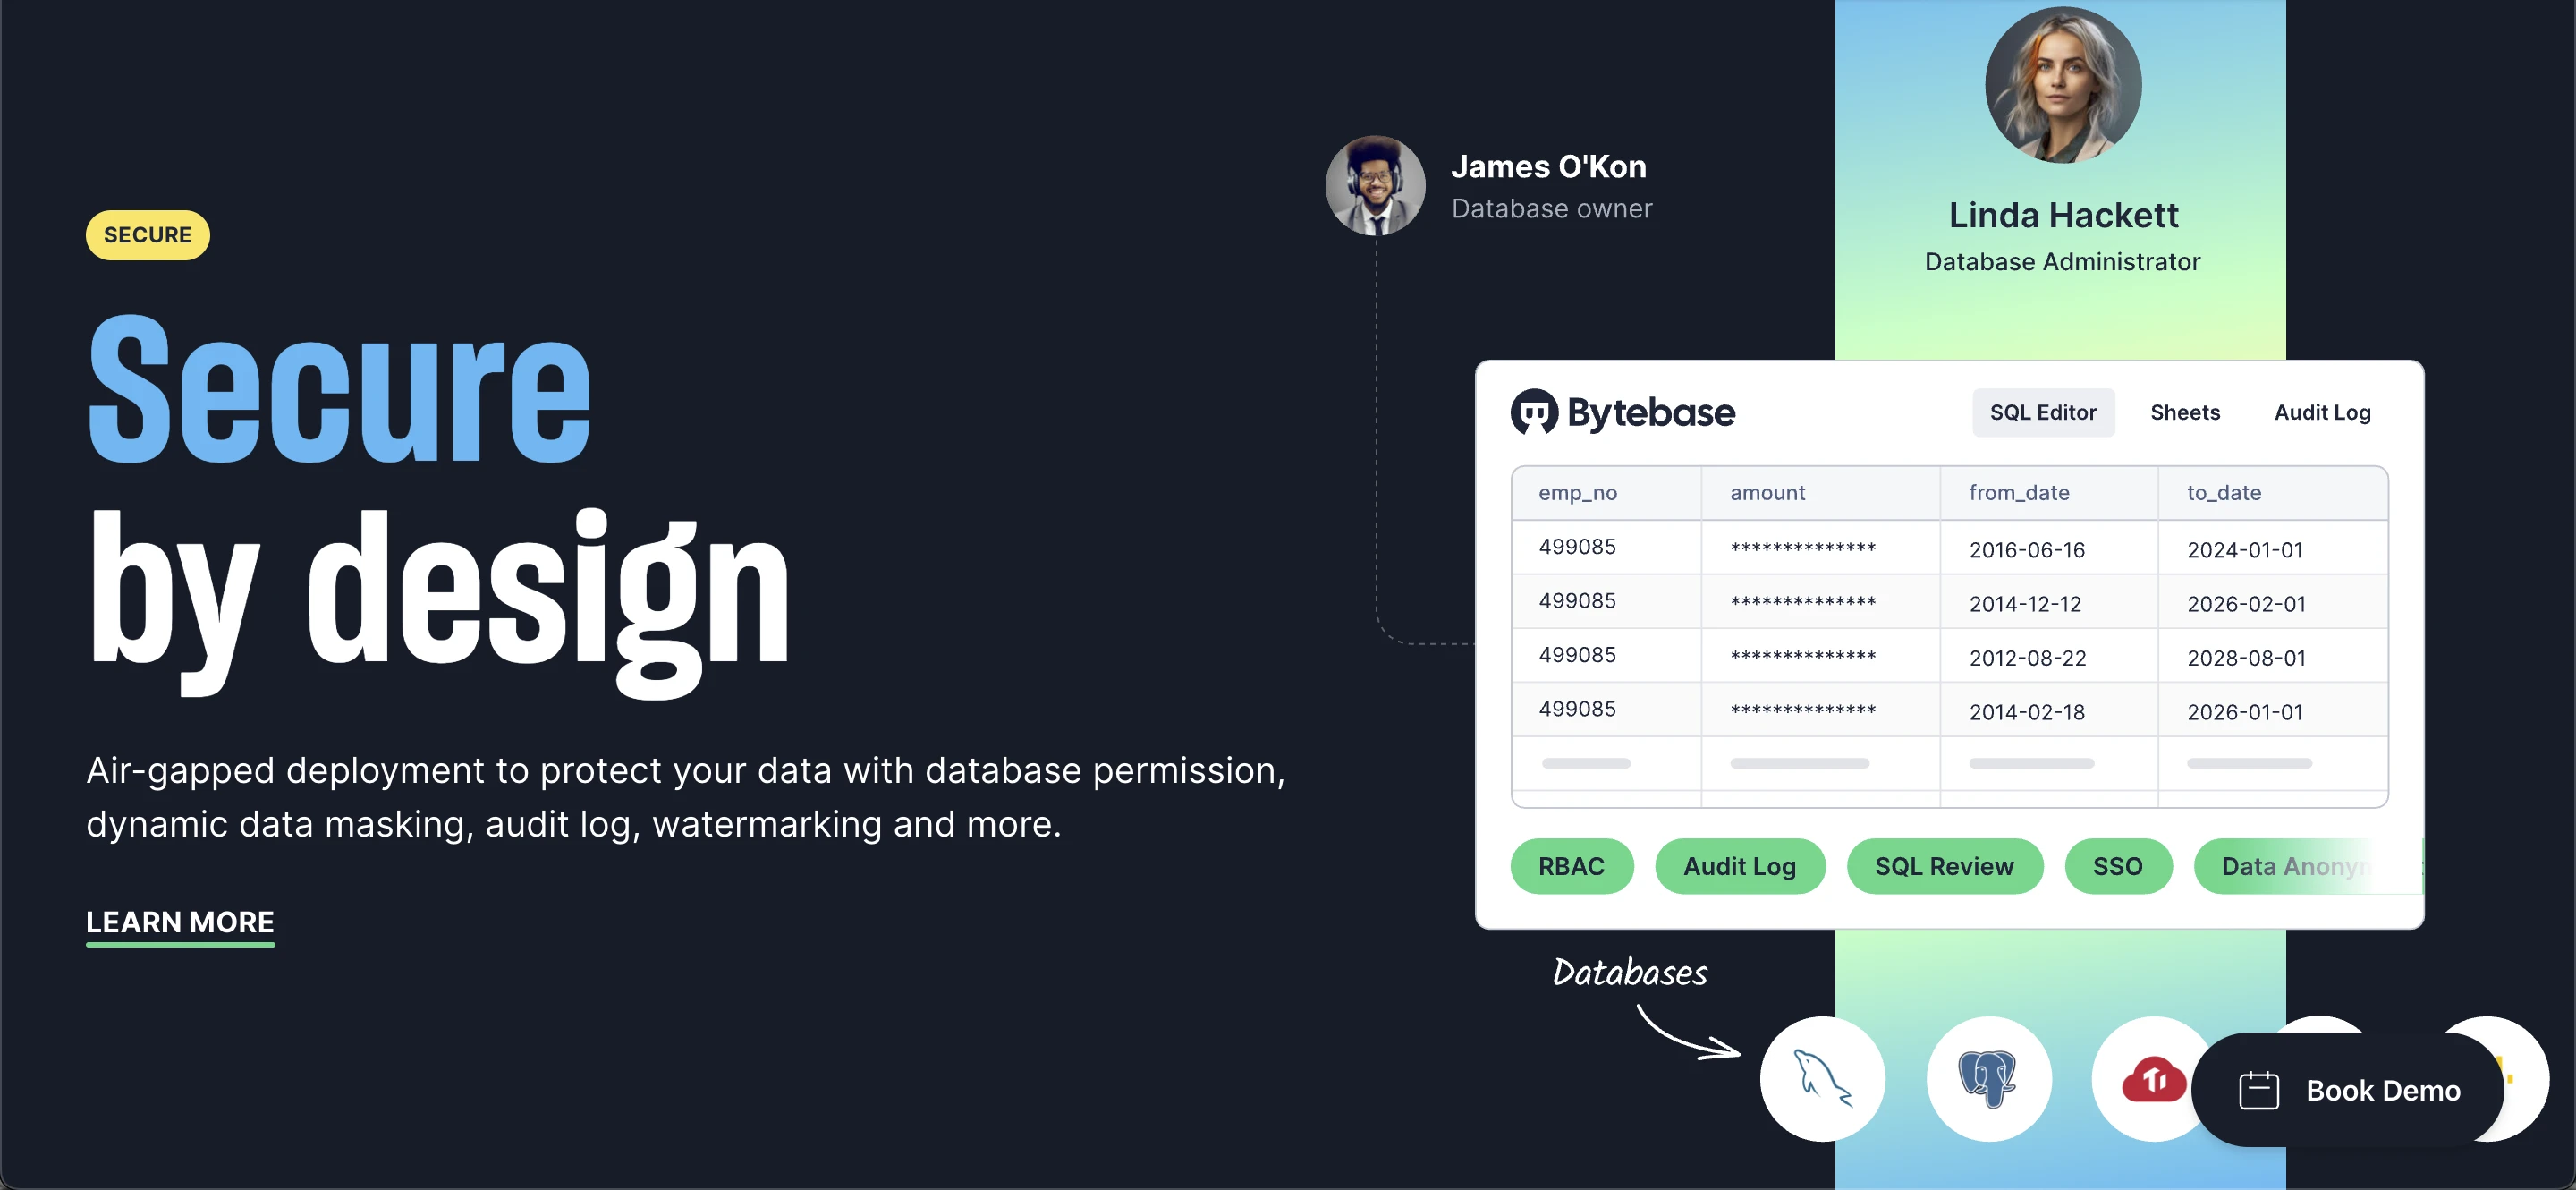 SECURE
Secure
by design
Air-gapped deployment to protect your data with database permission,
dynamic data masking, audit log, watermarking and more.
LEARN MORE
James O'Kon
Database owner
Linda Hackett
Database Administrator
Bytebase SQL Editor Sheets Audit Log
emp_no amount from_date to_date
499085 ************** 2016-06-16 2024-01-01
499085 ************** 2014-12-12 2026-02-01
499085 ************** 2012-08-22 2028-08-01
499085 ************** 2014-02-18 2026-01-01
RBAC Audit Log SQL Review SSO Data
Databases
Book Demo